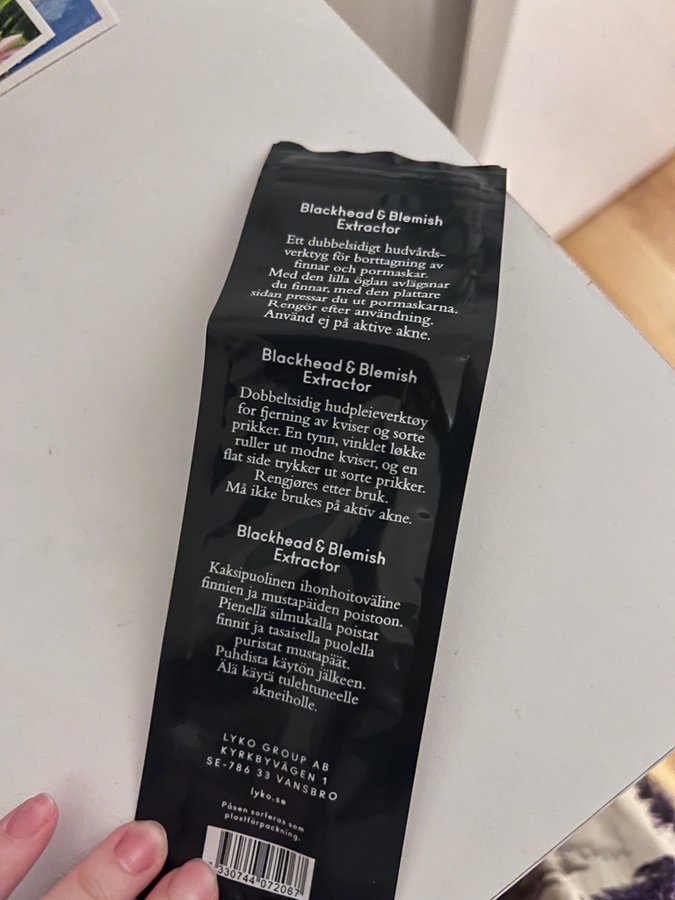 Blackhead & Blemish
Extractor
Ett dubbelsidigt hudvårds-
verktyg för borttagning av
finnar och pormaskar.
Med den lilla öglan avlägsnar
du finnar, med den plattare
sidan pressar du ut pormaskarna.
Rengör efter användning.
Använd ej på aktive akne.
Blackhead & Blemish
Extractor
Dobbeltsidig hudpleieverktøy
for fjerning av kviser og sorte
prikker. En tynn, vinklet løkke
ruller ut modne kviser, og en
flat side trykker ut sorte prikker.
Rengjøres etter bruk.
Må ikke brukes på aktiv akne.
Blackhead & Blemish
Extractor
Kaksipuolinen ihonhoitoväline
finnien ja mustapäiden poistoon.
Pienellä silmukalla poistat
finnit ja tasaisella puolella
puristat mustapäät.
Puhdista käytön jälkeen.
Älä käytä tulehtuneelle
akneiholle.
LYKO GROUP AB
KYRKBYVÄGEN 1
SE-786 33 VANSBRO
lyko.se
Påsen sorteras som
plastförpackning.
7 330744 072067